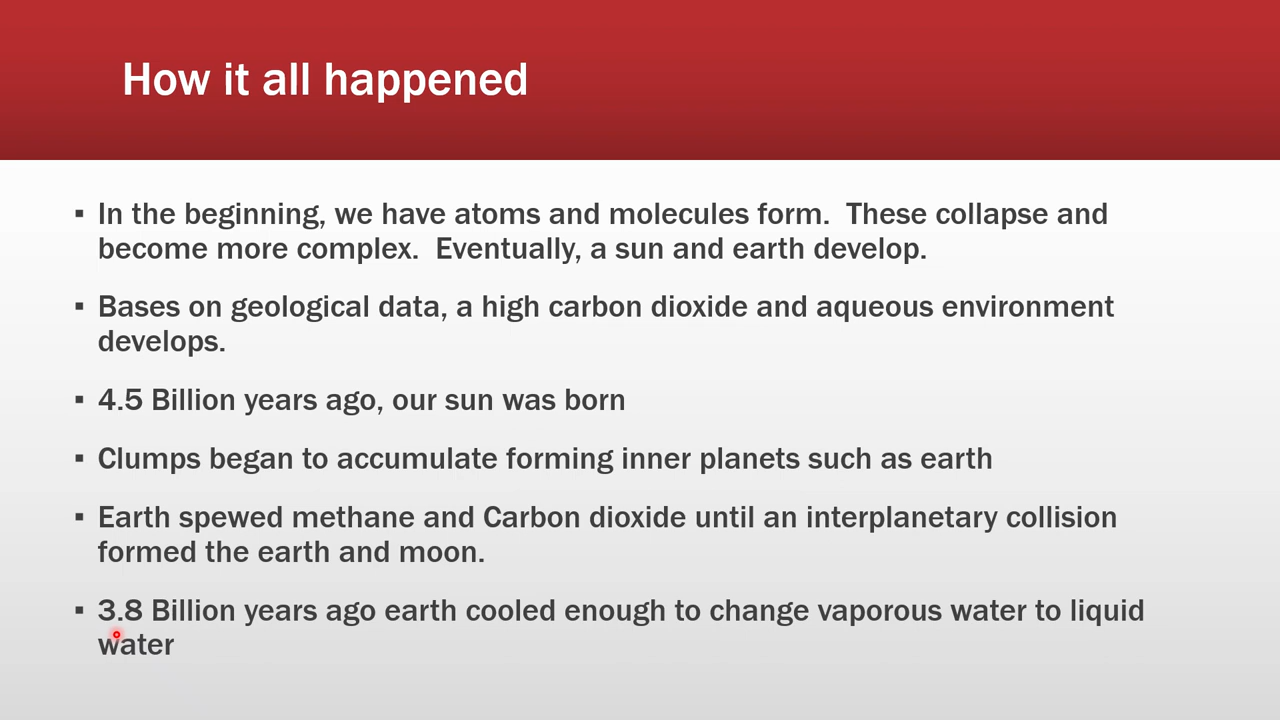 How it all happened
▪ In the beginning, we have atoms and molecules form.  These collapse and
become more complex.  Eventually, a sun and earth develop.
▪ Bases on geological data, a high carbon dioxide and aqueous environment
develops.
▪ 4.5 Billion years ago, our sun was born
▪ Clumps began to accumulate forming inner planets such as earth
▪ Earth spewed methane and Carbon dioxide until an interplanetary collision
formed the earth and moon.
▪ 3.8 Billion years ago earth cooled enough to change vaporous water to liquid
water